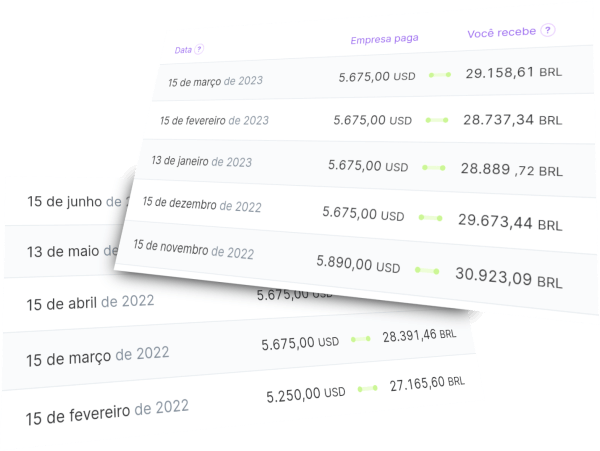 Data ? Empresa paga Você recebe ?
15 de março de 2023 5.675,00 USD 29.158,61 BRL
15 de fevereiro de 2023 5.675,00 USD 28.737,34 BRL
13 de janeiro de 2023 5.675,00 USD 28.889 ,72 BRL
15 de dezembro de 2022 5.675,00 USD 29.673,44 BRL
15 de novembro de 2022 5.890,00 USD 30.923,09 BRL
15 de junho de
13 de maio de
15 de abril de 2022 5.675,00 USD
15 de março de 2022 5.675,00 USD 28.391,46 BRL
15 de fevereiro de 2022 5.250,00 USD 27.165,60 BRL